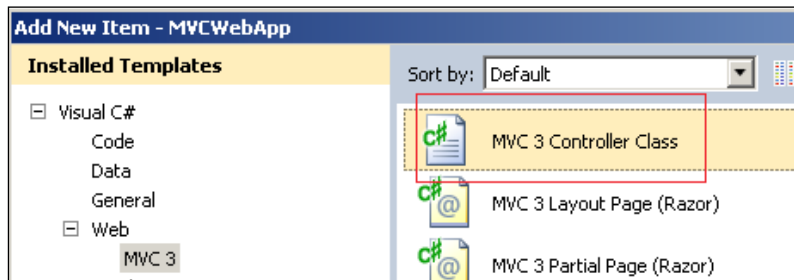 Add New Item - MVCWebApp
Installed Templates
Sort by: Default
Visual C#
Code
Data
General
Web
MVC 3
C# MVC 3 Controller Class
C# @ MVC 3 Layout Page (Razor)
C# @ MVC 3 Partial Page (Razor)